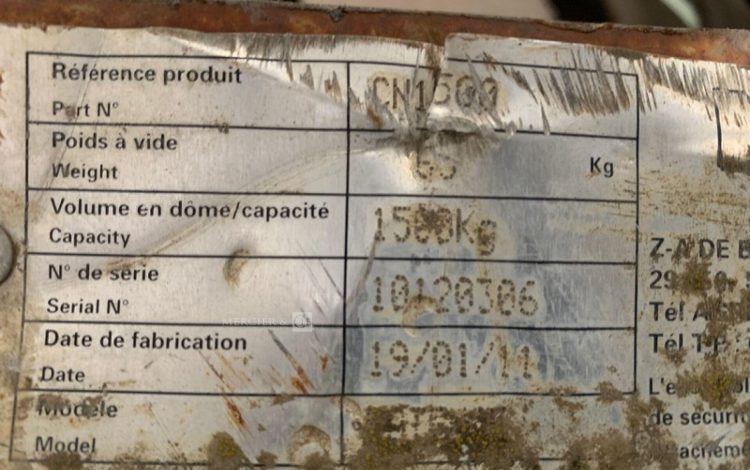 Référence produit
Part N°
CN1500
Poids à vide
Weight
65 Kg
Volume en dôme/capacité
Capacity
1500Kg
N° de série
Serial N°
10120306
Date de fabrication
Date
19/01/11
Modèle
Model
Z-A DE
Tél
Tél
de